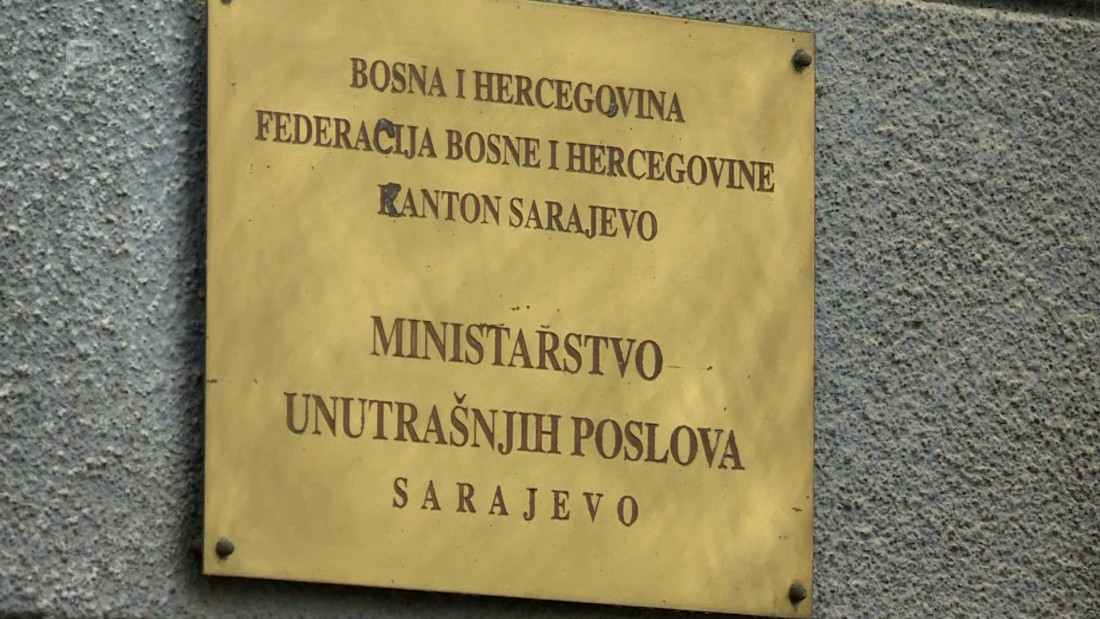 BOSNA I HERCEGOVINA
FEDERACIJA BOSNE I HERCEGOVINE
KANTON SARAJEVO
MINISTARSTVO
UNUTRAŠNJIH POSLOVA
SARAJEVO